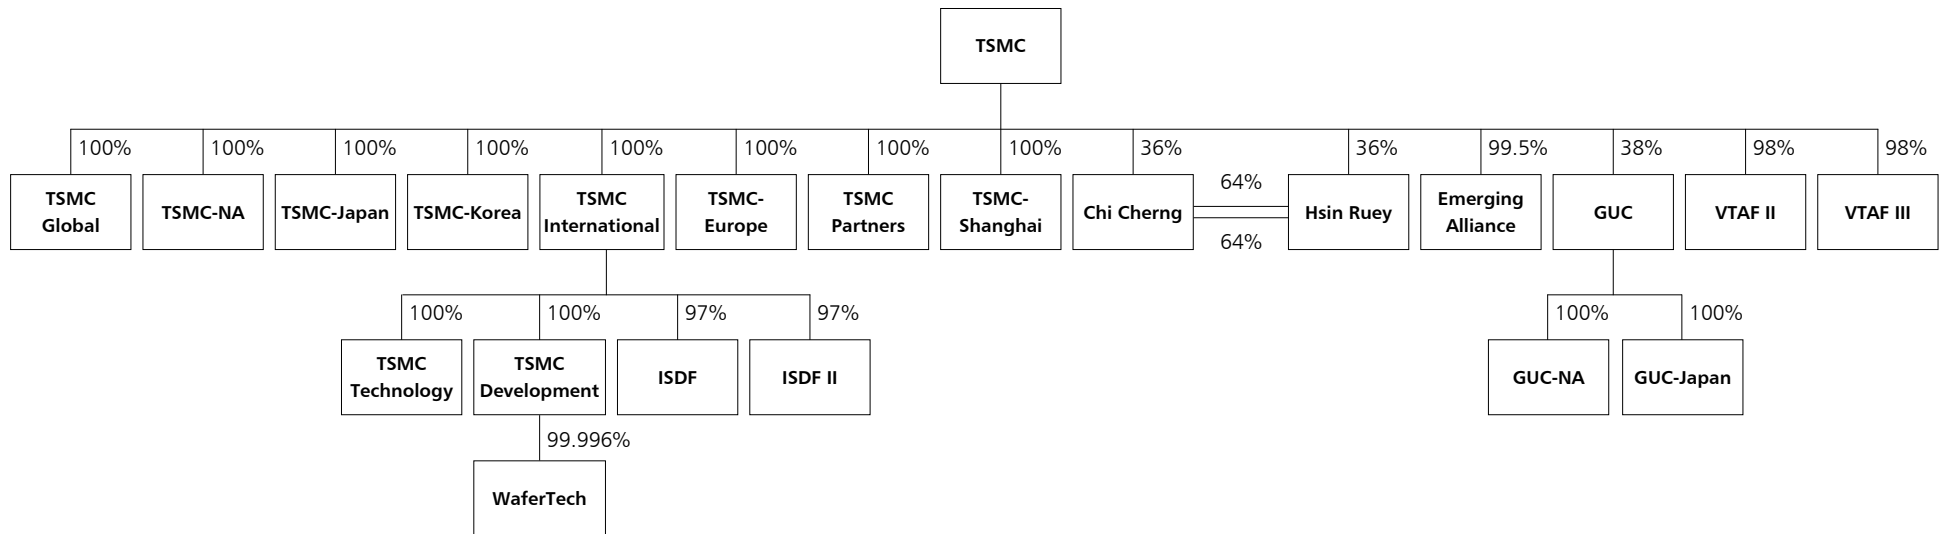 TSMC
100% 100% 100% 100% 100% 100% 100% 100% 36% 36% 99.5% 38% 98% 98%
64%
TSMC
Global
TSMC-NA
TSMC-Japan
TSMC-Korea
TSMC
International
TSMC-
Europe
TSMC
Partners
TSMC-
Shanghai
Chi Cherng
Hsin Ruey
Emerging
Alliance
GUC
VTAF II
VTAF III
64%
100% 100% 97% 97% 100% 100%
TSMC
Technology
TSMC
Development
ISDF
ISDF II
GUC-NA
GUC-Japan
99.996%
WaferTech